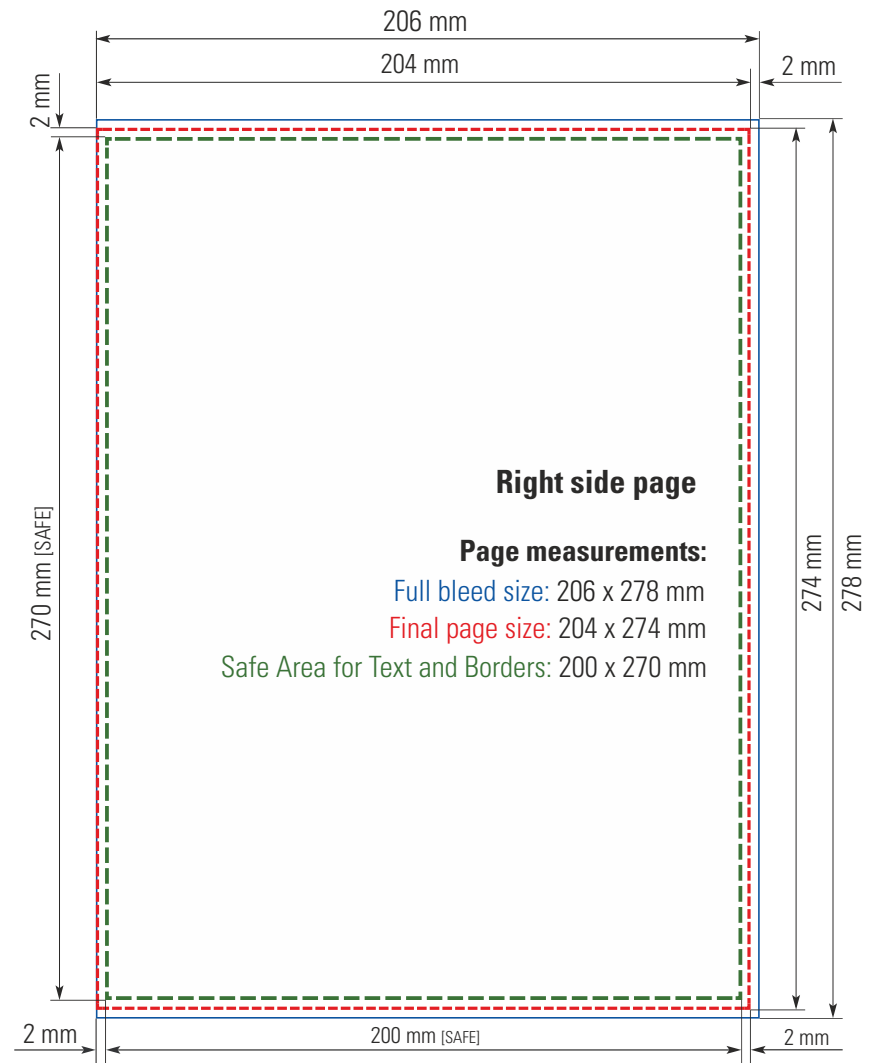 206 mm
204 mm
2 mm
2 mm
Right side page
Page measurements:
Full bleed size: 206 x 278 mm
Final page size: 204 x 274 mm
Safe Area for Text and Borders: 200 x 270 mm
270 mm [SAFE]
274 mm
278 mm
2 mm
200 mm [SAFE]
2 mm